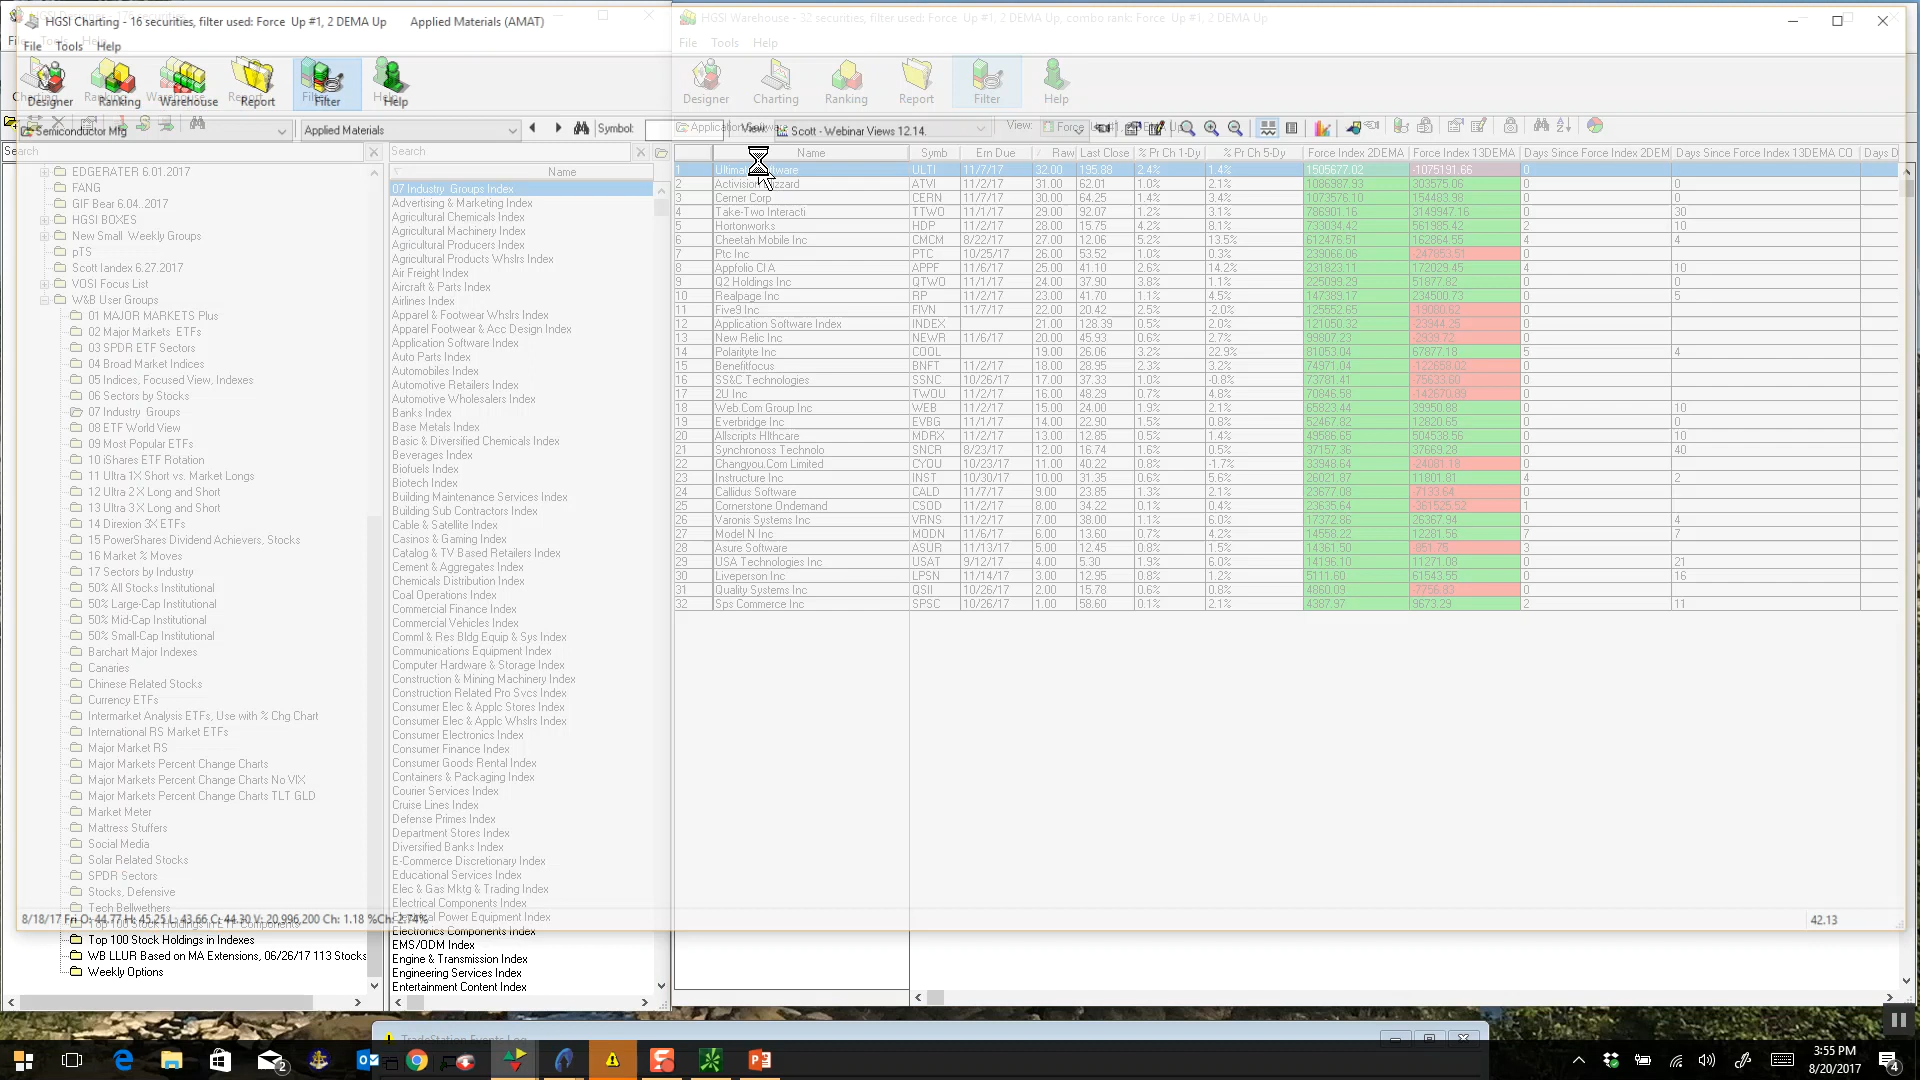 HGSI Charting - 16 securities, filter used: Force Up #1, 2 DEMA Up
Applied Materials (AMAT)
HGSI Warehouse - 32 securities, filter used: Force Up #1, 2 DEMA Up, combo rank: Force Up #1, 2 DEMA Up
File Tools Help
File Tools Help
Designer Ranking Warehouse Report Filter Help
Designer Charting Ranking Report Filter Help
Semiconductor Mfg
Applied Materials
Symbol:
View:
Scott - Webinar Views 12.14.
View:
Search
Search
Name Symb Ern Due Raw Last Close % Pr Ch 1-Dy % Pr Ch 5-Dy Force Index 2DEMA Force Index 13DEMA Days Since Force Index 2DEM Days Since Force Index 13DEMA CO Days D
EDGERATER 6.01.2017
FANG
GIF Bear 6.04..2017
HGSI BOXES
New Small Weekly Groups
pTS
Scott Iandex 6.27.2017
VOSI Focus List
W&B User Groups
01 MAJOR MARKETS Plus
02 Major Markets ETFs
03 SPDR ETF Sectors
04 Broad Market Indices
05 Indices, Focused View, Indexes
06 Sectors by Stocks
07 Industry Groups
08 ETF World View
09 Most Popular ETFs
10 iShares ETF Rotation
11 Ultra 1X Short vs. Market Longs
12 Ultra 2 X Long and Short
13 Ultra 3 X Long and Short
14 Direxion 3X ETFs
15 PowerShares Dividend Achievers, Stocks
16 Market % Moves
17 Sectors by Industry
50% All Stocks Institutional
50% Large-Cap Institutional
50% Mid-Cap Institutional
50% Small-Cap Institutional
Barchart Major Indexes
Canaries
Chinese Related Stocks
Currency ETFs
Intermarket Analysis ETFs, Use with % Chg Chart
International RS Market ETFs
Major Market RS
Major Markets Percent Change Charts
Major Markets Percent Change Charts No VIX
Major Markets Percent Change Charts TLT GLD
Market Meter
Mattress Stuffers
Social Media
Solar Related Stocks
SPDR Sectors
Stocks, Defensive
Tech Bellwethers
Top 100 Stock Holdings in ETF Components
Top 100 Stock Holdings in Indexes
WB LLUR Based on MA Extensions, 06/26/17 113 Stocks
Weekly Options
Name
07 Industry Groups Index
Advertising & Marketing Index
Agricultural Chemicals Index
Agricultural Machinery Index
Agricultural Producers Index
Agricultural Products Whslrs Index
Air Freight Index
Aircraft & Parts Index
Airlines Index
Apparel & Footwear Whslrs Index
Apparel Footwear & Acc Design Index
Application Software Index
Auto Parts Index
Automobiles Index
Automotive Retailers Index
Automotive Wholesalers Index
Banks Index
Base Metals Index
Basic & Diversified Chemicals Index
Beverages Index
Biofuels Index
Biotech Index
Building Maintenance Services Index
Building Sub Contractors Index
Cable & Satellite Index
Casinos & Gaming Index
Catalog & TV Based Retailers Index
Cement & Aggregates Index
Chemicals Distribution Index
Coal Operations Index
Commercial Finance Index
Commercial Vehicles Index
Comml & Res Bldg Equip & Sys Index
Communications Equipment Index
Computer Hardware & Storage Index
Construction & Mining Machinery Index
Construction Related Pro Svcs Index
Consumer Elec & Applc Stores Index
Consumer Elec & Applc Whslrs Index
Consumer Electronics Index
Consumer Finance Index
Consumer Goods Rental Index
Containers & Packaging Index
Courier Services Index
Cruise Lines Index
Defense Primes Index
Department Stores Index
Diversified Banks Index
E-Commerce Discretionary Index
Educational Services Index
Elec & Gas Mktg & Trading Index
Electrical Components Index
Electrical Power Equipment Index
Electronics Components Index
EMS/ODM Index
Engine & Transmission Index
Engineering Services Index
Entertainment Content Index
1 ULTI 11/7/17 32.00 195.88 2.4% 1.4% 1505677.02 -1075191.66 0
2 ATVI 11/2/17 31.00 62.01 1.0% 2.1% 1086987.93 303575.06 0 0
3 Cerner Corp CERN 11/7/17 30.00 64.25 1.4% 3.4% 1073576.10 154483.98 0 0
4 Take-Two Interacti TTWO 11/1/17 29.00 92.07 1.2% 3.1% 786901.16 3149947.16 0 30
5 Hortonworks HDP 11/2/17 28.00 15.75 4.2% 8.1% 733034.42 561985.42 2 10
6 Cheetah Mobile Inc CMCM 8/22/17 27.00 12.06 5.2% 13.5% 612476.51 162864.55 4 4
7 Ptc Inc PTC 10/25/17 26.00 53.52 1.0% 0.3% 239066.06 -247853.51 0
8 Appfolio Cl A APPF 11/6/17 25.00 41.10 2.6% 14.2% 231823.11 172029.45 4 10
9 Q2 Holdings Inc QTWO 11/1/17 24.00 37.90 3.8% 1.1% 225099.29 51877.82 0 0
10 Realpage Inc RP 11/2/17 23.00 41.70 1.1% 4.5% 147389.17 234500.73 0 5
11 Five9 Inc FIVN 11/7/17 22.00 20.42 2.5% -2.0% 125552.65 -19080.62 0
12 Application Software Index INDEX 21.00 128.39 0.5% 2.0% 121050.32 -23944.25 0
13 New Relic Inc NEWR 11/6/17 20.00 45.93 0.6% 2.7% 99807.23 -2939.72 0
14 Polarityte Inc COOL 19.00 26.06 3.2% 22.9% 81053.04 67877.18 5 4
15 Benefitfocus BNFT 11/2/17 18.00 28.95 2.3% 3.2% 74971.04 -122658.02 0
16 SS&C Technologies SSNC 10/26/17 17.00 37.33 1.0% -0.8% 73781.41 -75633.60 0
17 2U Inc TWOU 11/2/17 16.00 48.29 0.7% 4.8% 70846.58 -142670.89 0
18 Web.Com Group Inc WEB 11/2/17 15.00 24.00 1.9% 2.1% 65823.44 39950.88 0 10
19 Everbridge Inc EVBG 11/1/17 14.00 22.90 1.5% 0.8% 52467.82 12820.65 0 0
20 Allscripts Hlthcare MDRX 11/2/17 13.00 12.85 0.5% 1.4% 49566.65 504538.56 0 10
21 Synchronoss Technolo SNCR 8/23/17 12.00 16.74 1.6% 0.5% 37157.36 37669.28 0 40
22 Changyou.Com Limited CYOU 10/23/17 11.00 40.22 0.8% -1.7% 33948.64 -24081.18 0
23 Instructure Inc INST 10/30/17 10.00 31.35 0.6% 5.6% 26021.87 11801.81 4 2
24 Callidus Software CALD 11/7/17 9.00 23.85 1.3% 2.1% 23677.08 -7133.64 0
25 Cornerstone Ondemand CSOD 11/2/17 8.00 34.22 0.1% 0.4% 23635.64 -361525.52 1
26 Varonis Systems Inc VRNS 11/2/17 7.00 38.00 1.1% 6.0% 17372.86 26367.94 0 4
27 Model N Inc MODN 11/6/17 6.00 13.60 0.7% 4.2% 14558.22 12281.56 7 7
28 Asure Software ASUR 11/13/17 5.00 12.45 0.8% 1.5% 14361.50 -851.75 3
29 USA Technologies Inc USAT 9/12/17 4.00 5.30 1.9% 6.0% 14196.10 11271.08 0 21
30 Liveperson Inc LPSN 11/14/17 3.00 12.95 0.8% 1.2% 5111.60 61543.55 0 16
31 Quality Systems Inc QSII 10/26/17 2.00 15.78 0.6% 0.8% 4860.09 -7756.83 0
32 Sps Commerce Inc SPSC 10/26/17 1.00 58.60 0.1% 2.1% 4387.97 9673.29 2 11
8/18/17 Fri O: 44.77 H: 45.25 L: 43.66 C: 44.30 V: 20,996,200 Ch: 1.18 %Ch: 2.74%
42.13
TradeStation Events Log
3:55 PM
8/20/2017